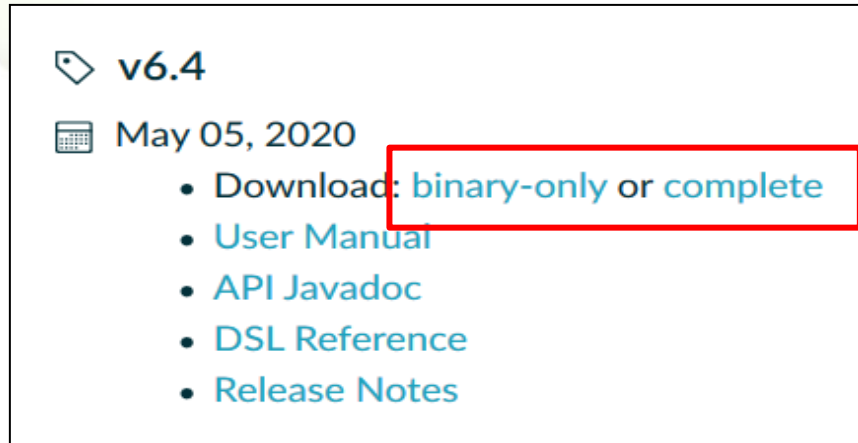 v6.4
May 05, 2020
• Download: binary-only or complete
• User Manual
• API Javadoc
• DSL Reference
• Release Notes